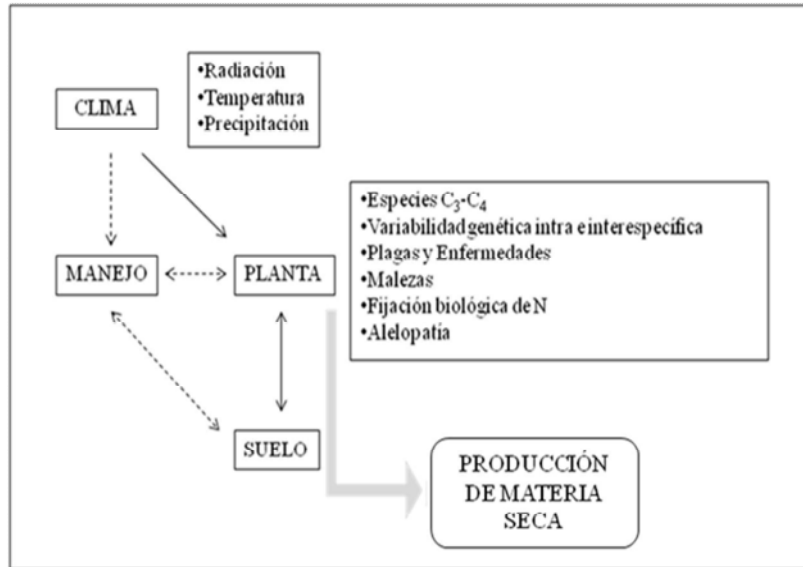 CLIMA
•Radiación
•Temperatura
•Precipitación
MANEJO
PLANTA
•Especies C₃-C₄
•Variabilidad genética intra e interespecífica
•Plagas y Enfermedades
•Malezas
•Fijación biológica de N
•Alelopatía
SUELO
PRODUCCIÓN
DE MATERIA
SECA